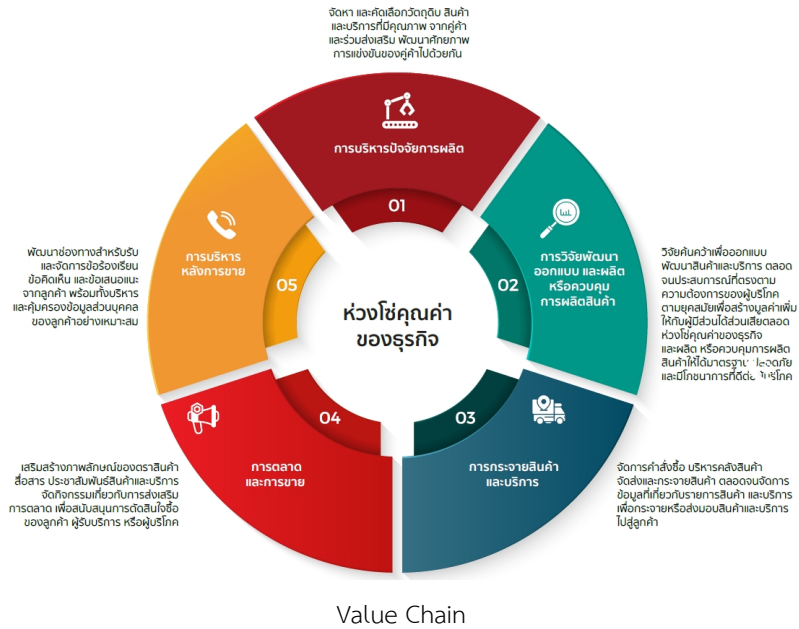 จัดหา และคัดเลือกวัตถุดิบ สินค้า
และบริการที่มีคุณภาพ จากคู่ค้า
และร่วมส่งเสริม พัฒนาศักยภาพ
การแข่งขันของคู่ค้าไปด้วยกัน
การบริหารปัจจัยการผลิต
01
การวิจัยพัฒนา
ออกแบบ และผลิต
หรือควบคุม
การผลิตสินค้า
02
วิจัยค้นคว้าเพื่อออกแบบ
พัฒนาสินค้าและบริการ ตลอด
จนประสบการณ์ที่ตรงตาม
ความต้องการของผู้บริโภค
ตามยุคสมัยเพื่อสร้างมูลค่าเพิ่ม
ให้กับผู้มีส่วนได้ส่วนเสียตลอด
ห่วงโซ่คุณค่าของธุรกิจ
และผลิต หรือควบคุมการผลิต
สินค้าให้ได้มาตรฐาน
และมีโภชนาการที่ดีต่อ
การบริหาร
หลังการขาย
05
พัฒนาช่องทางสำหรับรับ
และจัดการข้อร้องเรียน
ข้อคิดเห็น และข้อเสนอแนะ
จากลูกค้า พร้อมทั้งบริหาร
และคุ้มครองข้อมูลส่วนบุคคล
ของลูกค้าอย่างเหมาะสม
ห่วงโซ่คุณค่า
ของธุรกิจ
04
การตลาด
และการขาย
เสริมสร้างภาพลักษณ์ของตราสินค้า
สื่อสาร ประชาสัมพันธ์สินค้าและบริการ
จัดกิจกรรมเกี่ยวกับการส่งเสริม
การตลาด เพื่อสนับสนุนการตัดสินใจซื้อ
ของลูกค้า ผู้รับบริการ หรือผู้บริโภค
03
การกระจายสินค้า
และบริการ
จัดการคำสั่งซื้อ บริหารคลังสินค้า
จัดส่งและกระจายสินค้า ตลอดจนจัดการ
ข้อมูลที่เกี่ยวกับรายการสินค้า และบริการ
เพื่อกระจายหรือส่งมอบสินค้าและบริการ
ไปสู่ลูกค้า
Value Chain